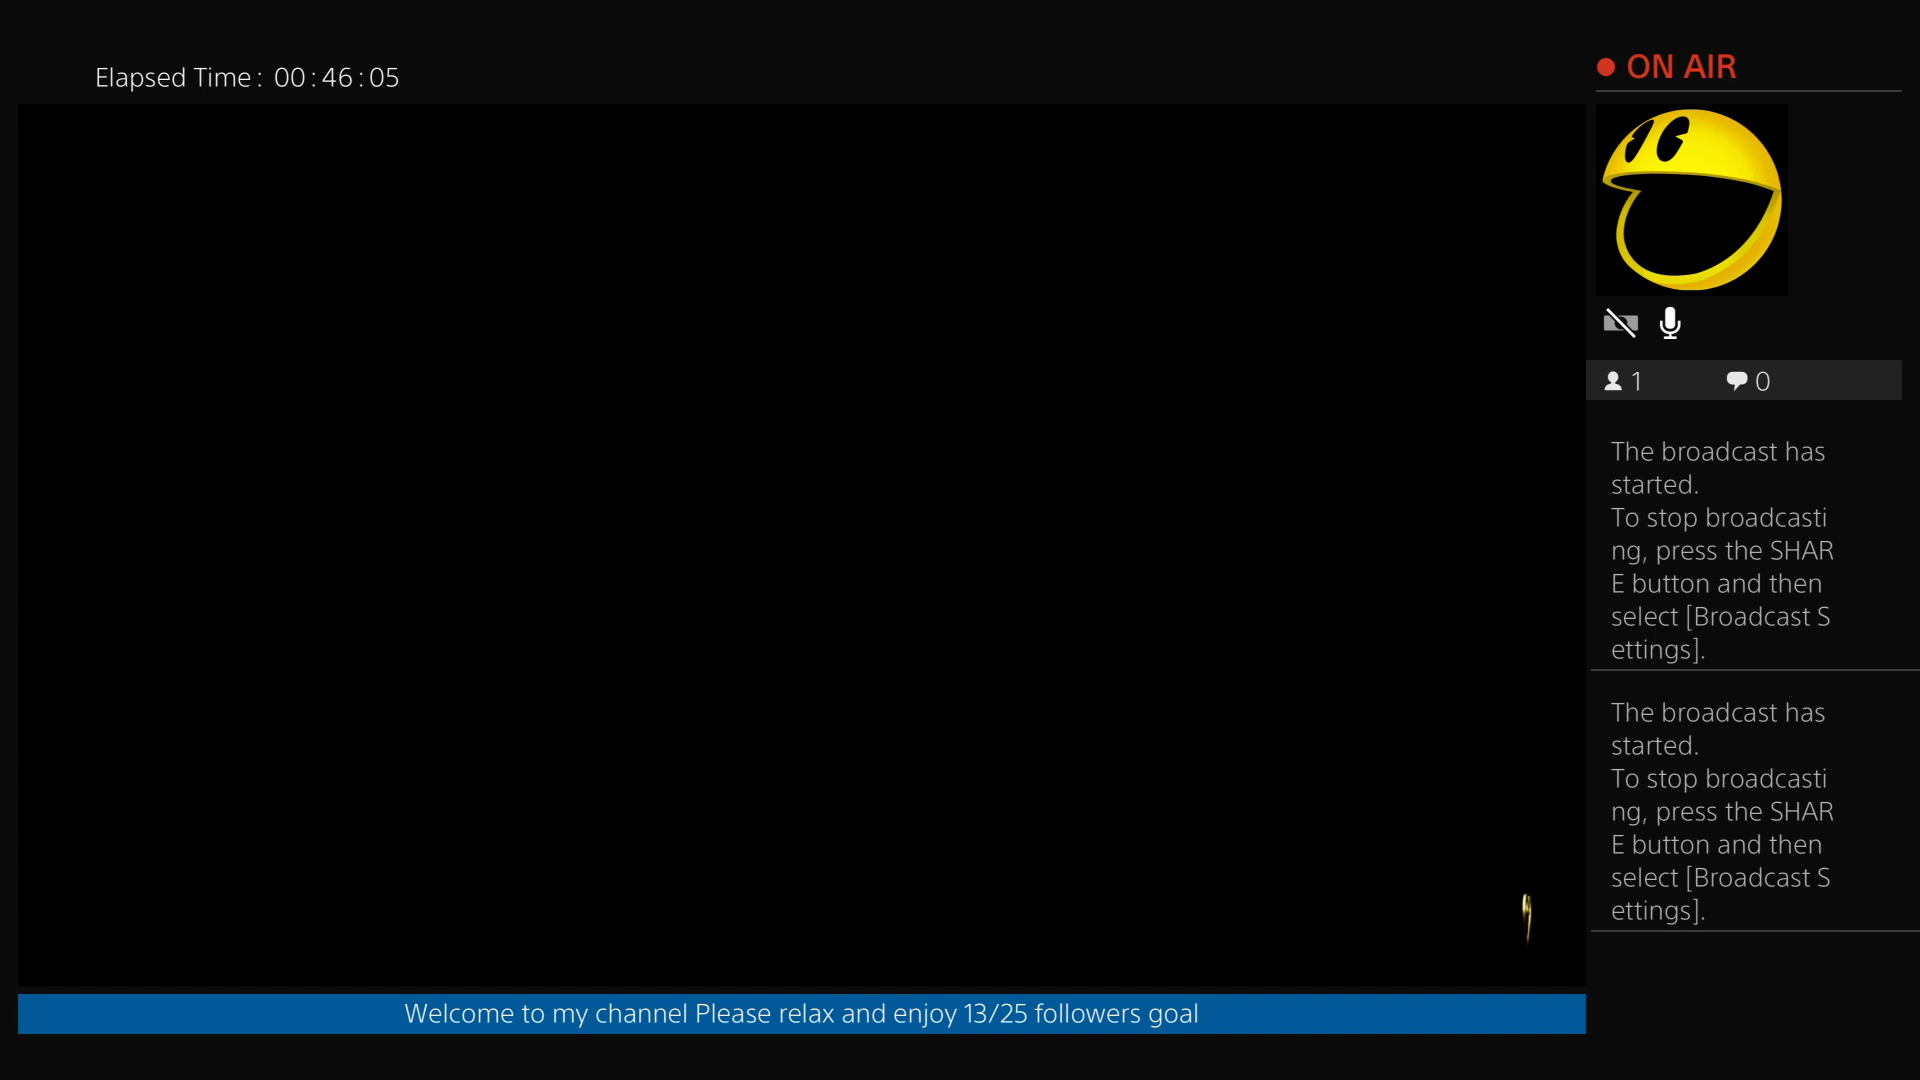 Elapsed Time: 00:46:05
ON AIR
1
0
The broadcast has
started.
To stop broadcasti
ng, press the SHAR
E button and then
select [Broadcast S
ettings].
The broadcast has
started.
To stop broadcasti
ng, press the SHAR
E button and then
select [Broadcast S
ettings].
Welcome to my channel Please relax and enjoy 13/25 followers goal